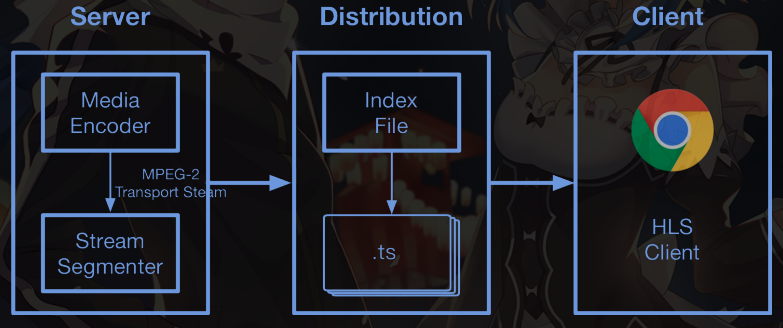 Server
Distribution
Client
Media
Encoder
MPEG-2
Transport Steam
Stream
Segmenter
Index
File
.ts
HLS
Client